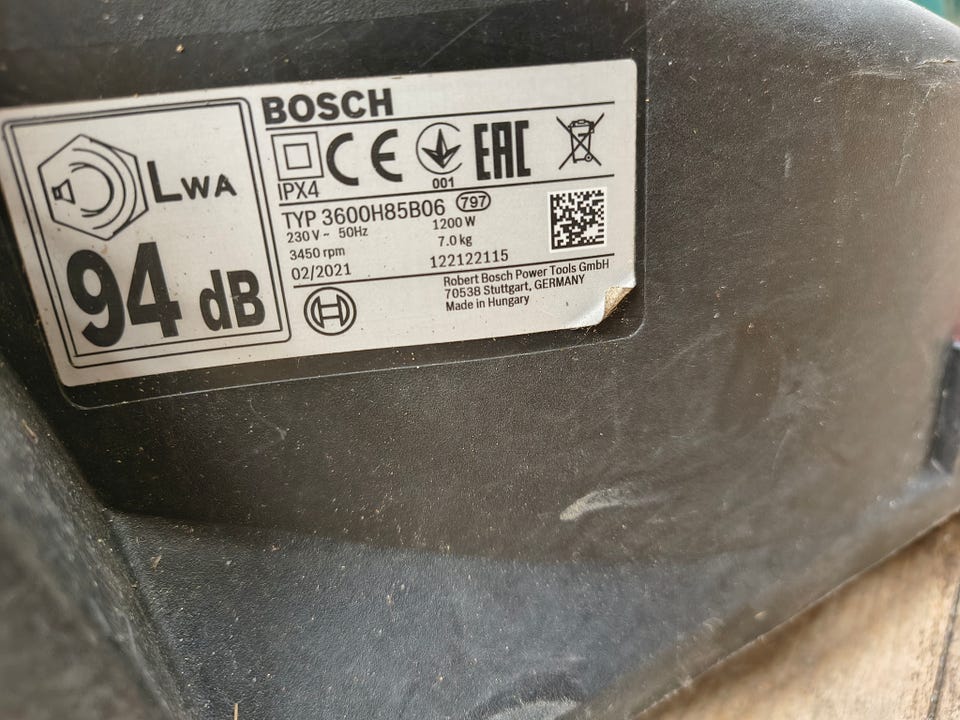 BOSCH
LWA
94 dB
CE
001
EAC
IPX4
TYP 3600H85B06 797
230 V ~ 50Hz 1200 W
3450 rpm 7.0 kg
02/2021 122122115
Robert Bosch Power Tools GmbH
70538 Stuttgart, GERMANY
Made in Hungary